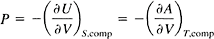 P = −(∂U/∂V)_{S,comp} = −(∂A/∂V)_{T,comp}